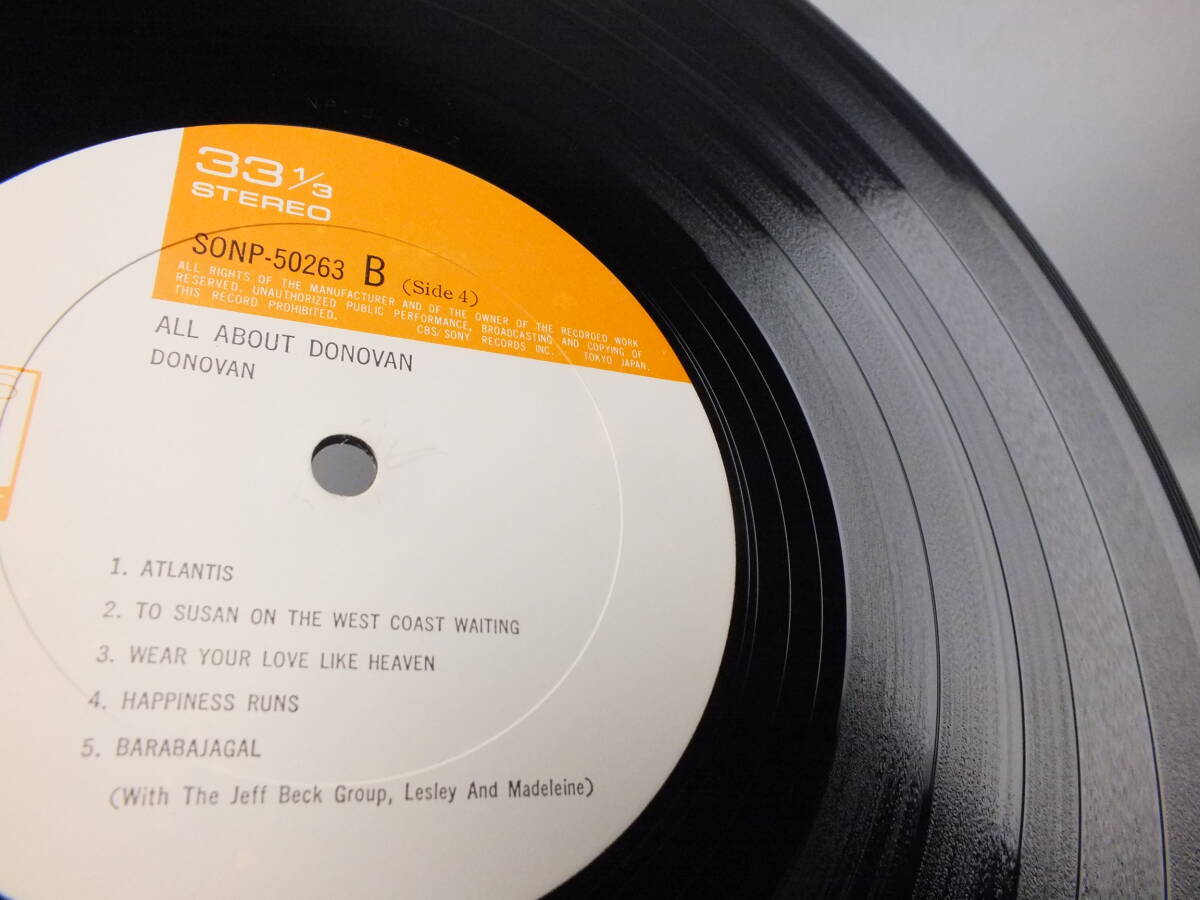 33 1/3
STEREO
SONP-50263 B (Side 4)
ALL RIGHTS OF THE MANUFACTURER AND OF THE OWNER OF THE RECORDED WORK
RESERVED. UNAUTHORIZED PUBLIC PERFORMANCE, BROADCASTING AND COPYING OF
THIS RECORD PROHIBITED. CBS/SONY RECORDS INC. TOKYO JAPAN.
ALL ABOUT DONOVAN
DONOVAN
1. ATLANTIS
2. TO SUSAN ON THE WEST COAST WAITING
3. WEAR YOUR LOVE LIKE HEAVEN
4. HAPPINESS RUNS
5. BARABAJAGAL
(With The Jeff Beck Group, Lesley And Madeleine)